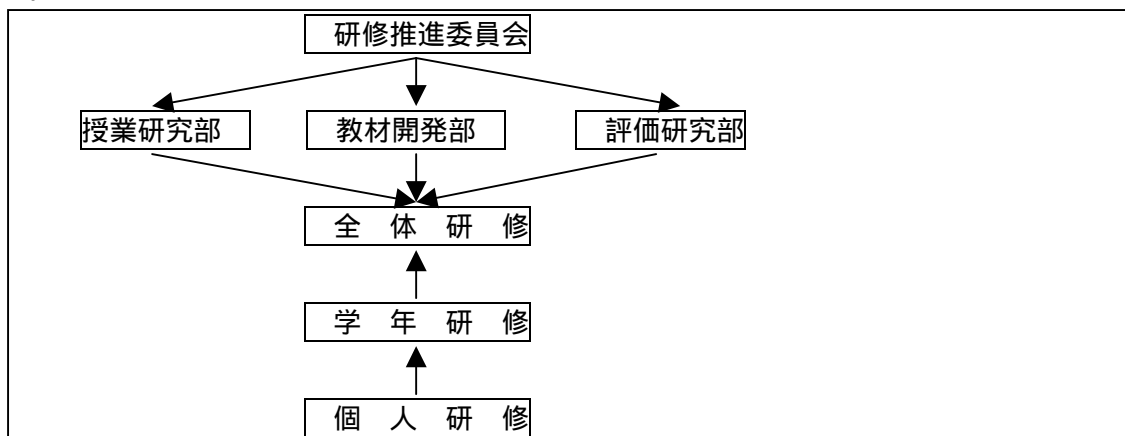 研修推進委員会
授業研究部 教材開発部 評価研究部
全 体 研 修
学 年 研 修
個 人 研 修